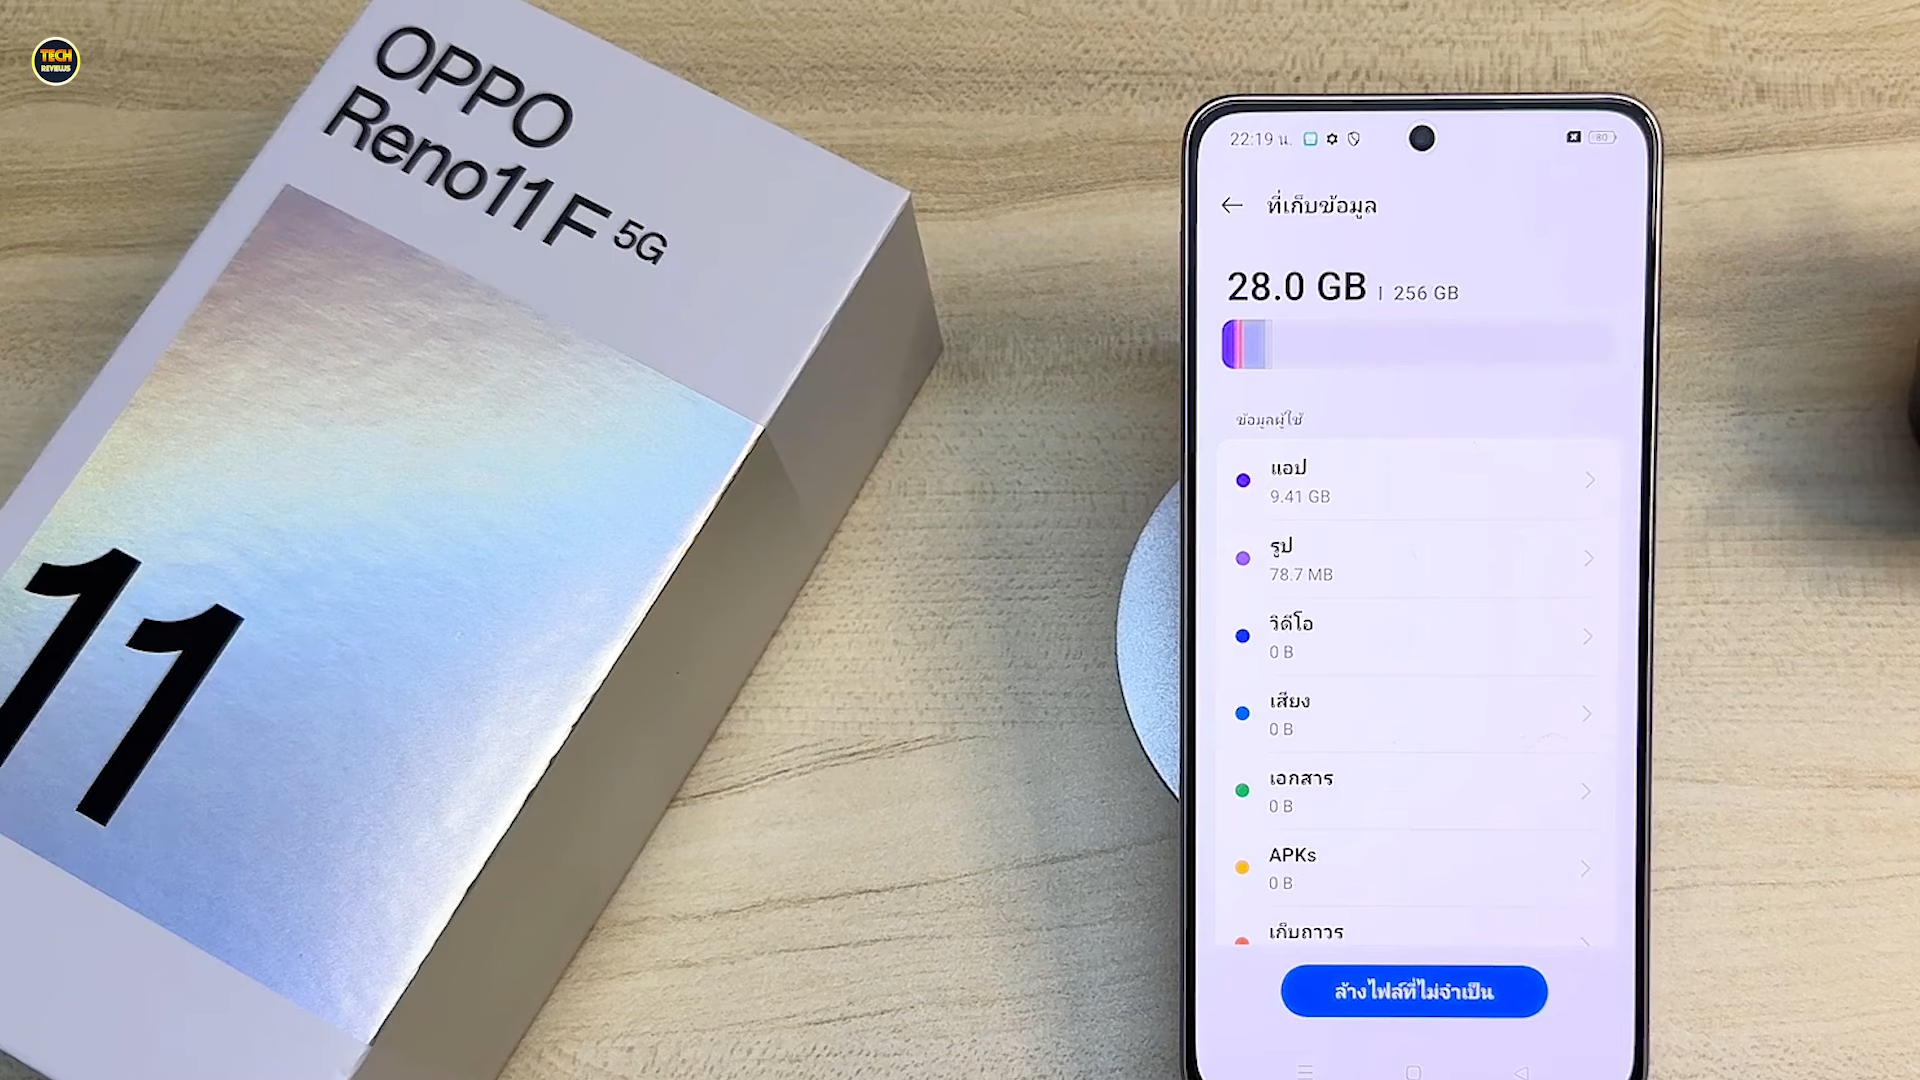 TECH
REVIEWS
OPPO
Reno11 F 5G
11
22:19 น.
80
ที่เก็บข้อมูล
28.0 GB | 256 GB
ข้อมูลผู้ใช้
แอป
9.41 GB
รูป
78.7 MB
วิดีโอ
0 B
เสียง
0 B
เอกสาร
0 B
APKs
0 B
เก็บถาวร
ล้างไฟล์ที่ไม่จำเป็น